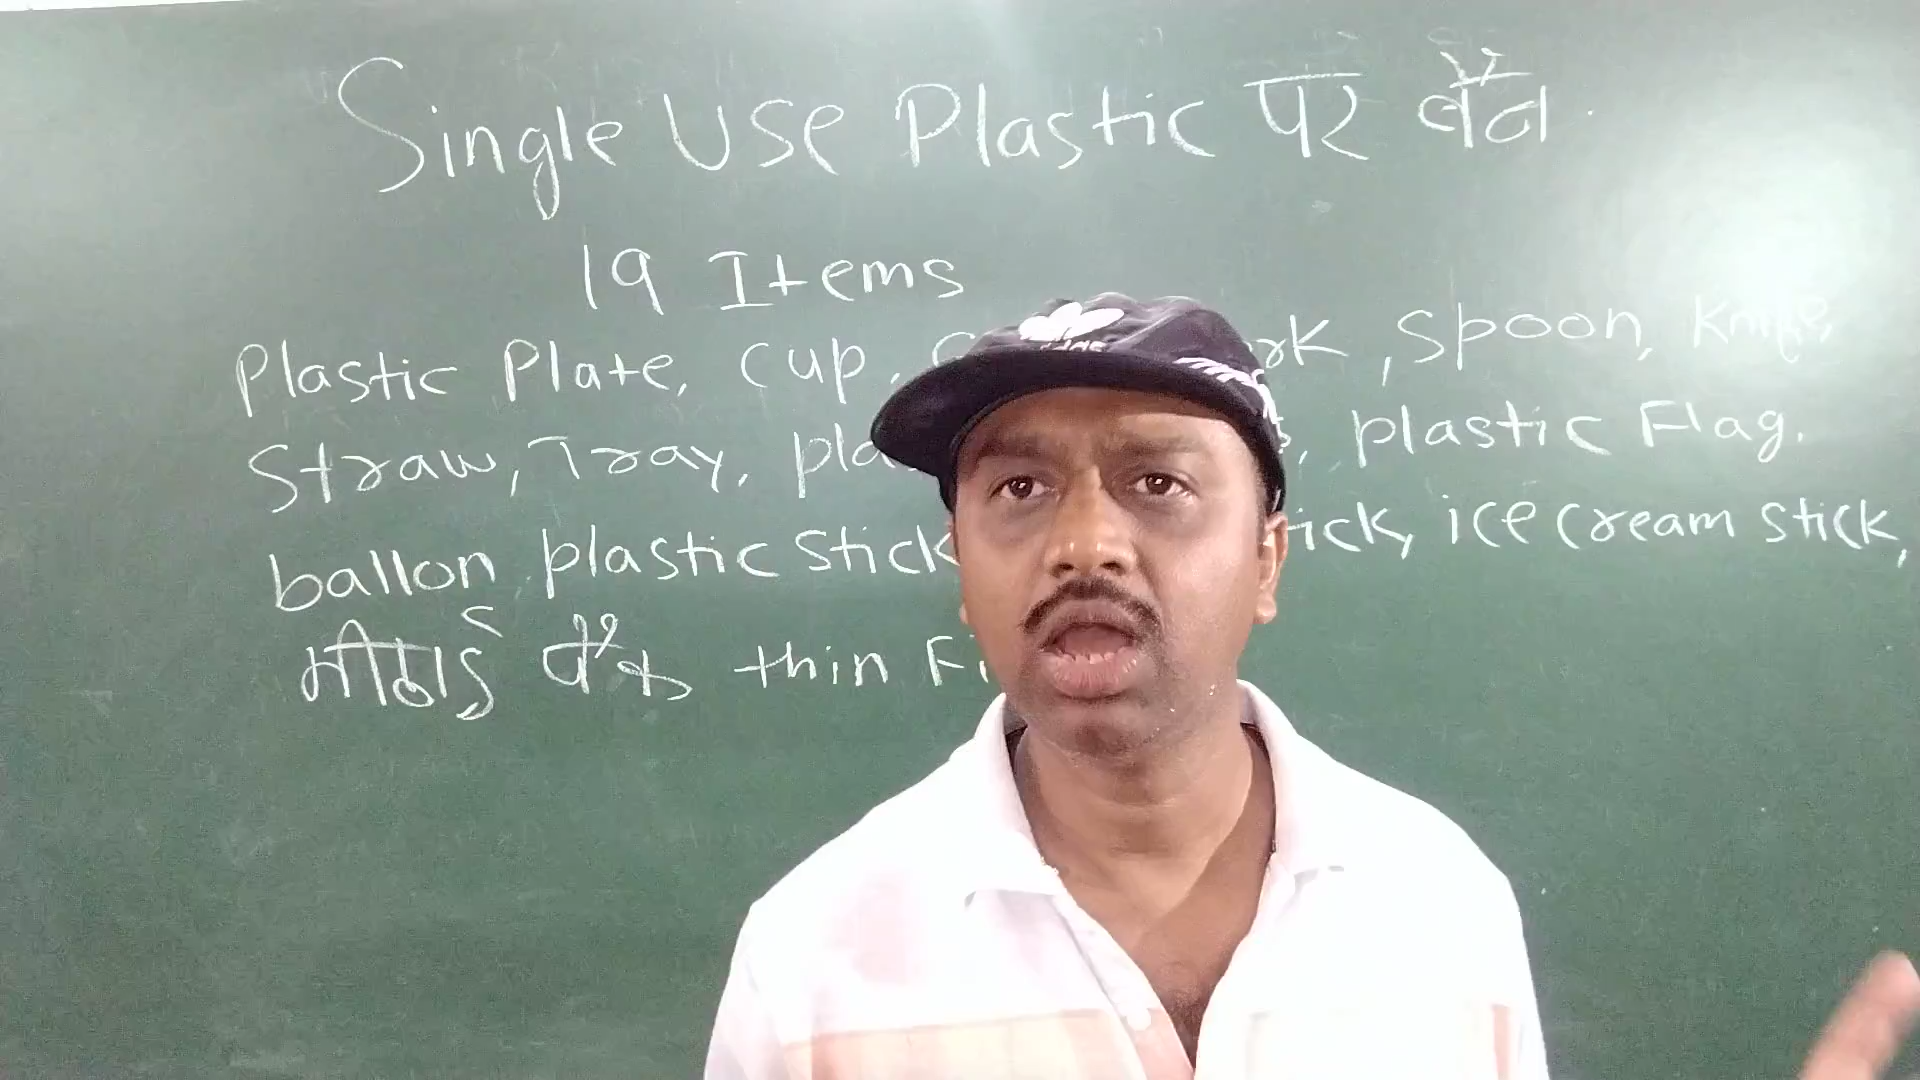 Single Use Plastic पर बैन
19 Items
Plastic Plate, Cup, Spoon, Knife,
Straw, Tray, plastic Flag.
ballon plastic stick ice cream stick,
मीठाई पैक thin